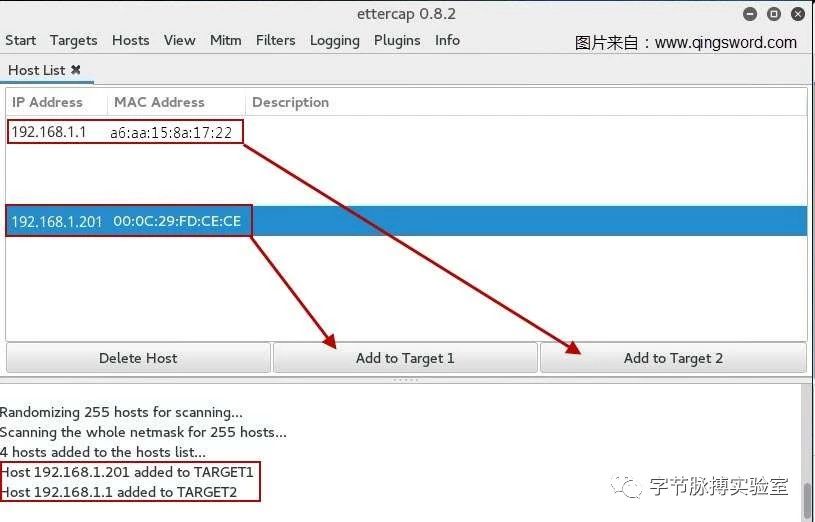 ettercap 0.8.2
Start Targets Hosts View Mitm Filters Logging Plugins Info
图片来自：www.qingsword.com
Host List ✖
IP Address MAC Address Description
192.168.1.1 a6:aa:15:8a:17:22
192.168.1.201 00:0C:29:FD:CE:CE
Delete Host Add to Target 1 Add to Target 2
Randomizing 255 hosts for scanning...
Scanning the whole netmask for 255 hosts...
4 hosts added to the hosts list...
Host 192.168.1.201 added to TARGET1
Host 192.168.1.1 added to TARGET2
字节脉搏实验室